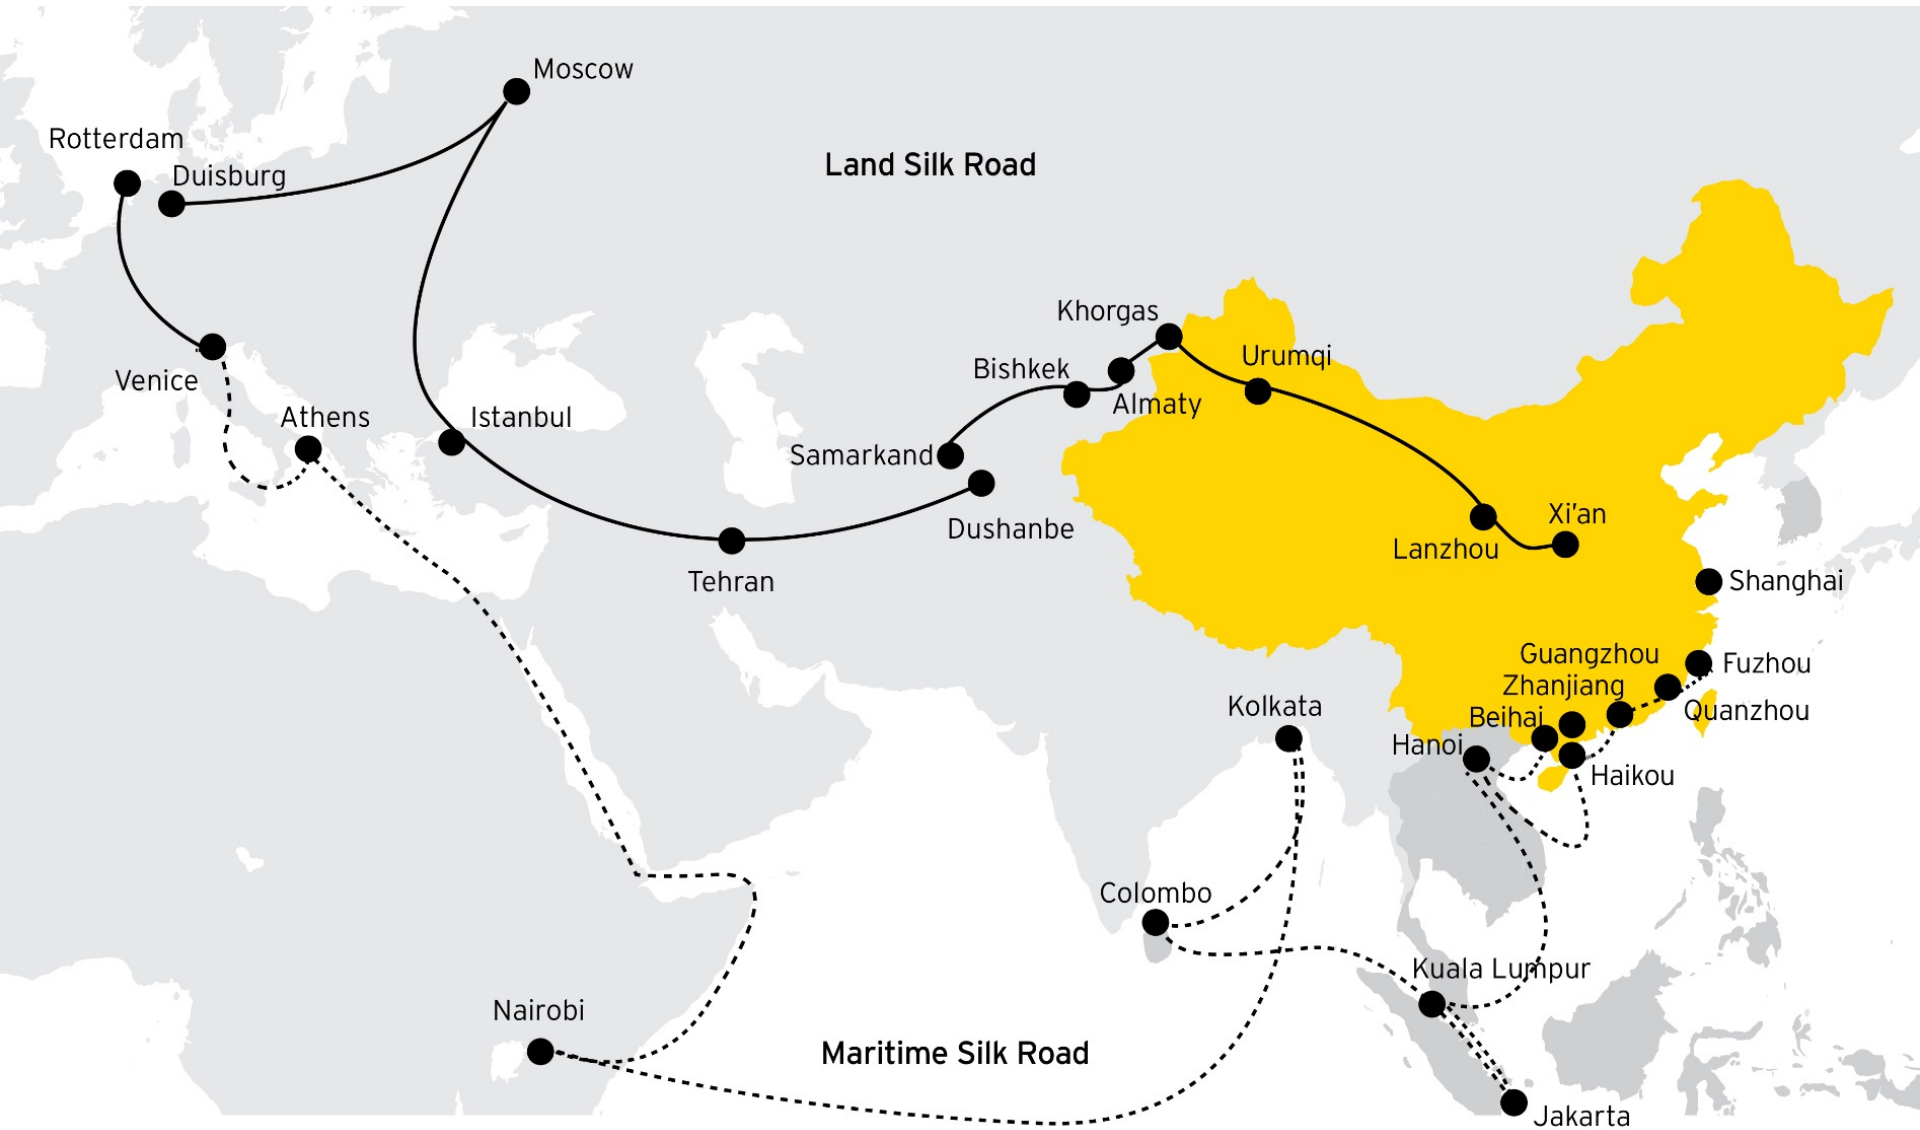 Moscow
Rotterdam
Land Silk Road
Duisburg
Khorgas
Urumqi
Bishkek
Venice
Almaty
Athens
Istanbul
Samarkand
Xi'an
Dushanbe
Lanzhou
Tehran
Shanghai
Guangzhou
Fuzhou
Zhanjiang
Kolkata
Quanzhou
Beihai
Hanoi
Haikou
Colombo
Kuala Lumpur
Nairobi
Maritime Silk Road
Jakarta